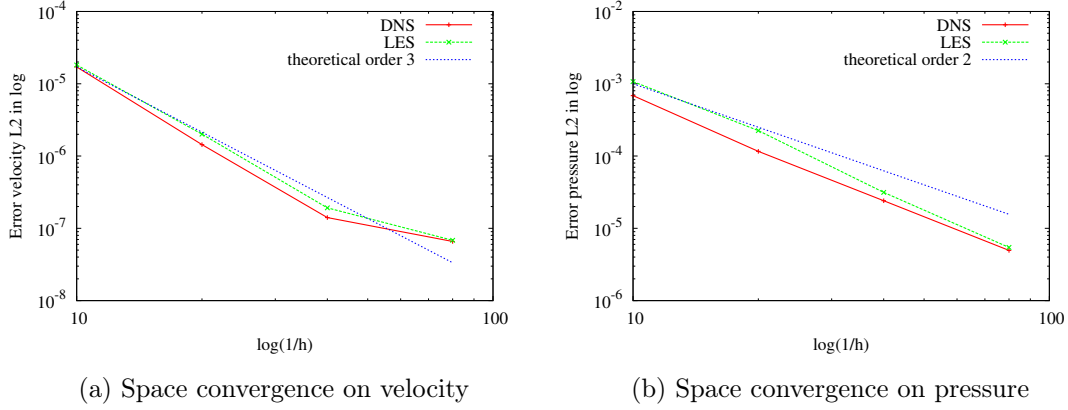 10^-4
10^-5
10^-6
10^-7
10^-8
10
100
Error velocity L2 in log
log(1/h)
DNS
LES
theoretical order 3
(a) Space convergence on velocity
10^-2
10^-3
10^-4
10^-5
10^-6
10
100
Error pressure L2 in log
log(1/h)
DNS
LES
theoretical order 2
(b) Space convergence on pressure